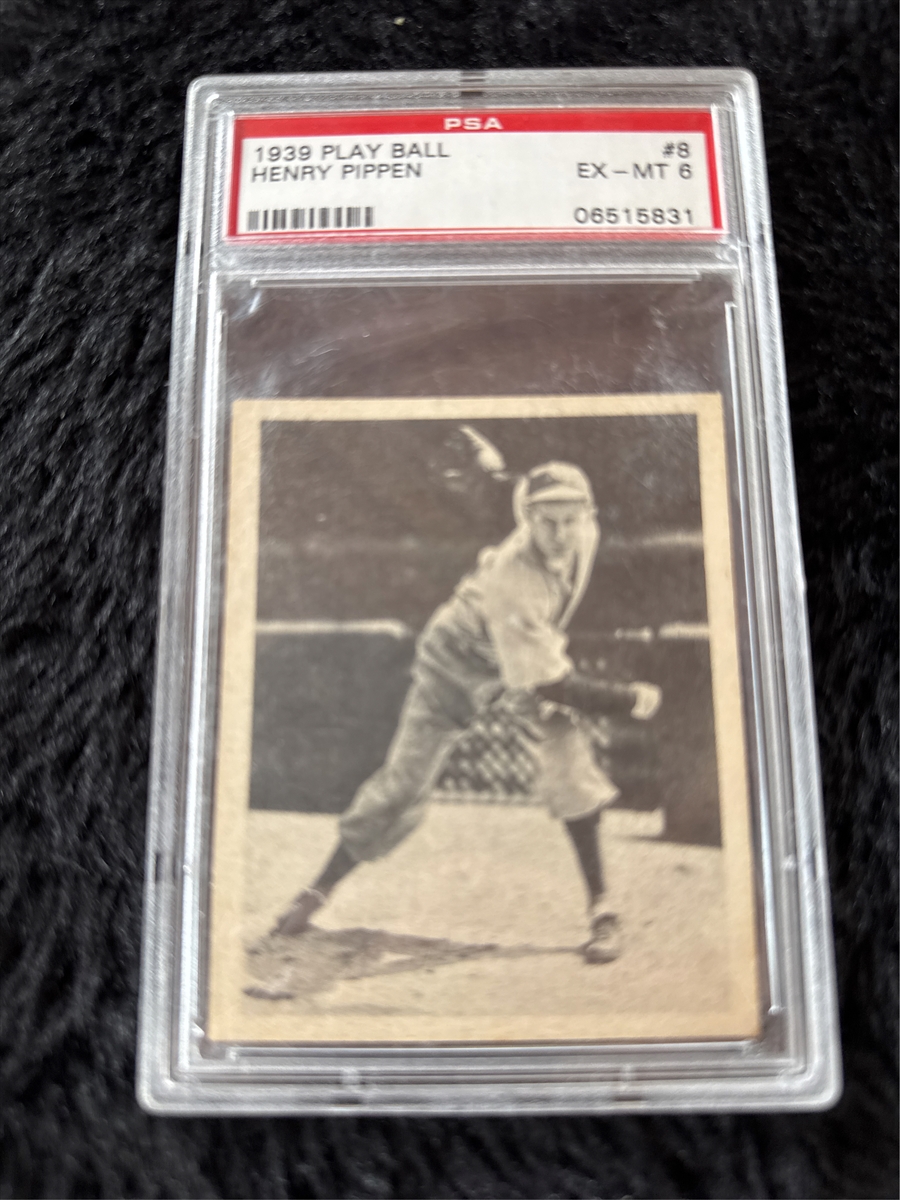 PSA
1939 PLAY BALL #8
HENRY PIPPEN EX - MT 6
06515831